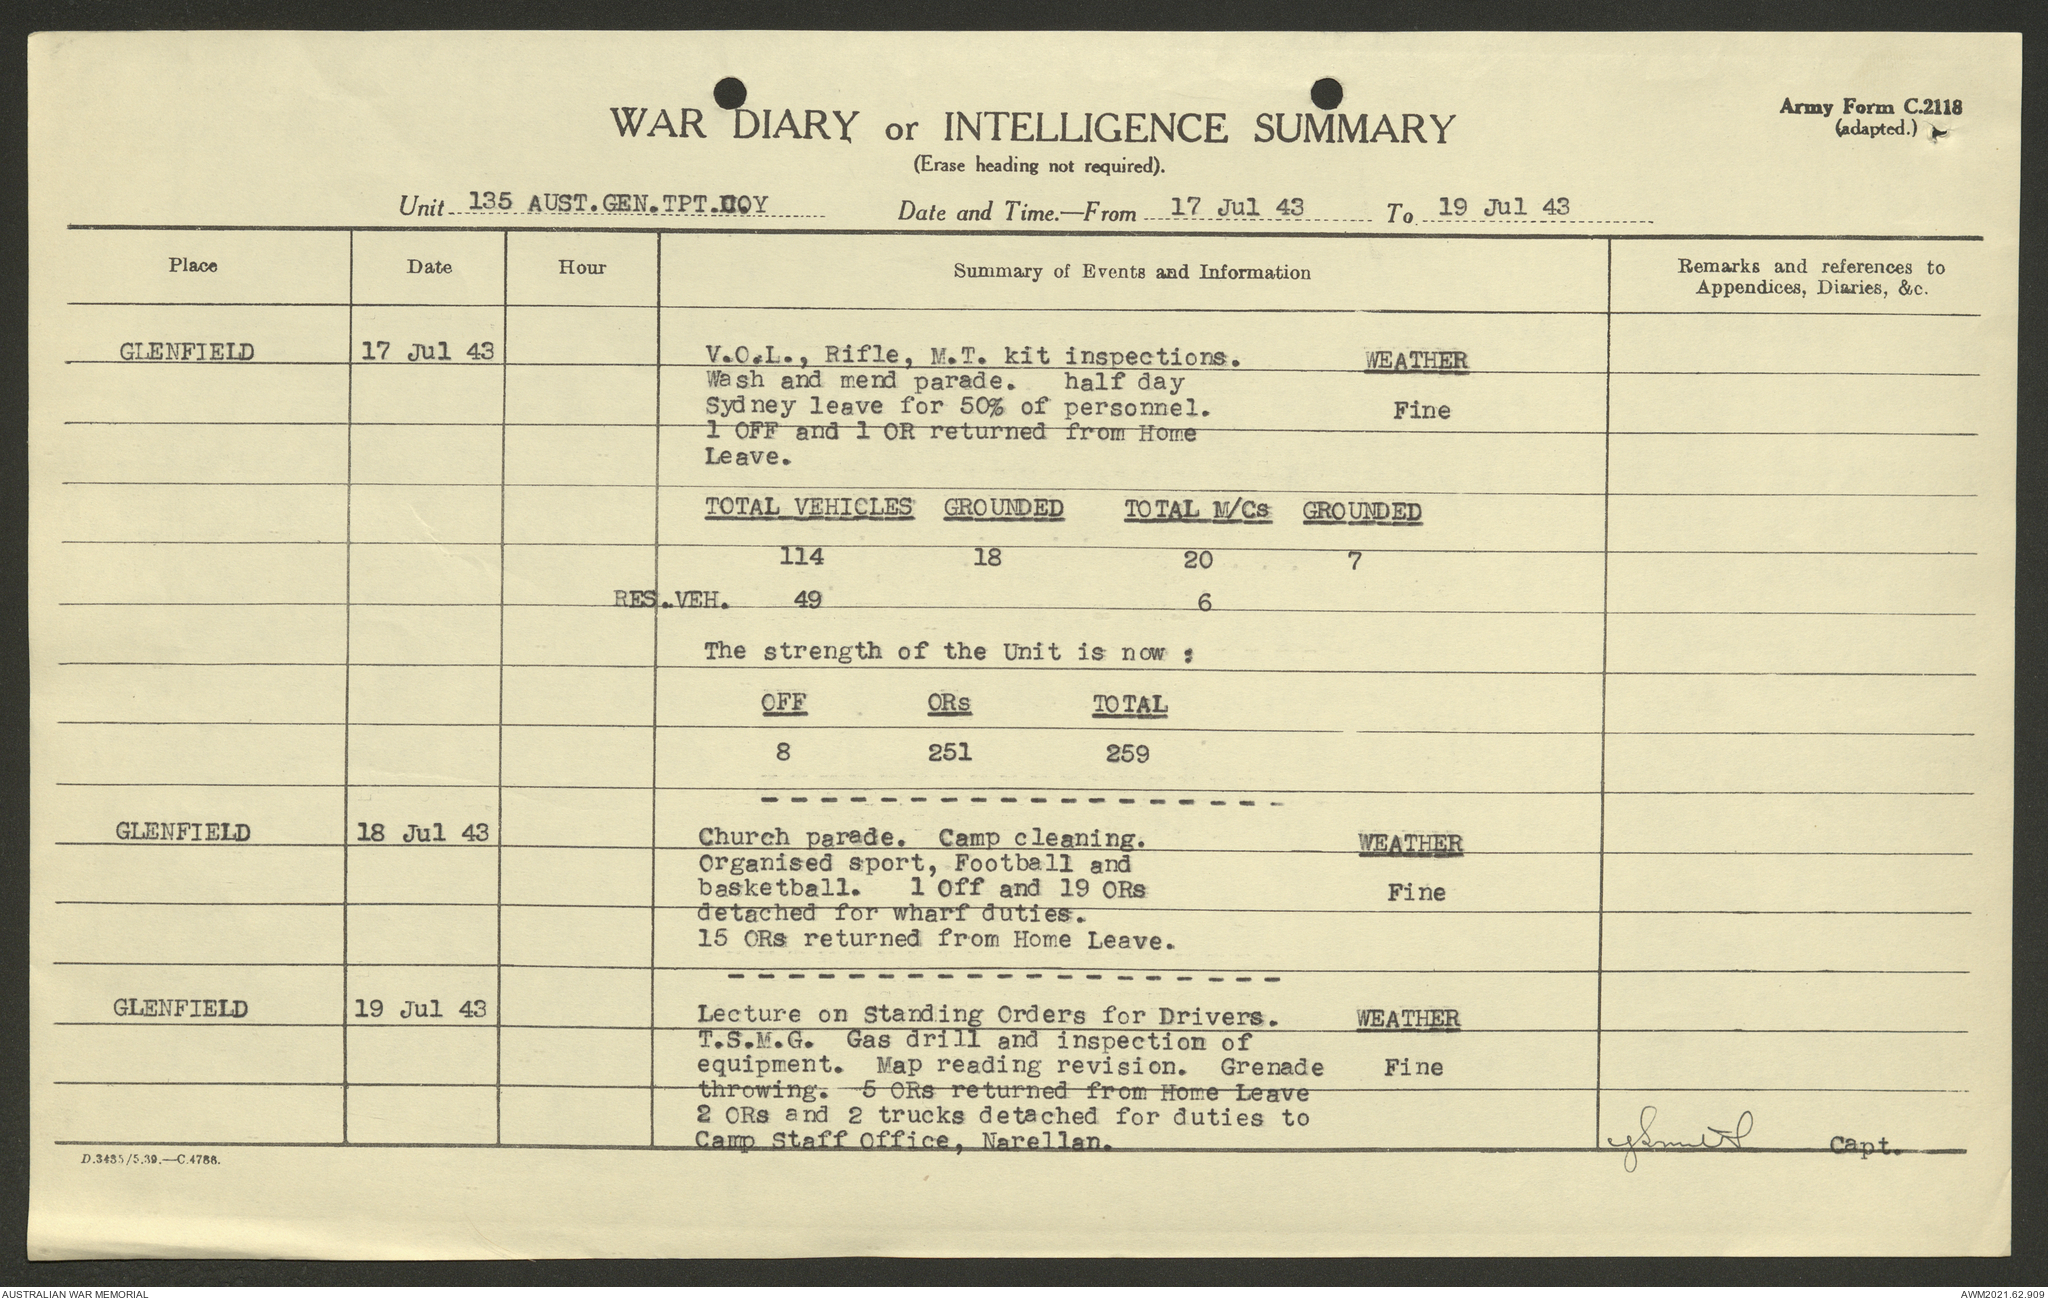 Army Form C.2118
(adapted.)
WAR DIARY or INTELLIGENCE SUMMARY
(Erase heading not required).
Unit 135 AUST.GEN.TPT.COY Date and Time.—From 17 Jul 43 To 19 Jul 43
Place Date Hour Summary of Events and Information Remarks and references to
Appendices, Diaries, &c.
GLENFIELD 17 Jul 43 V.O.L., Rifle, M.T. kit inspections. WEATHER
Wash and mend parade. half day
Sydney leave for 50% of personnel. Fine
1 OFF and 1 OR returned from Home
Leave.
TOTAL VEHICLES GROUNDED TOTAL M/Cs GROUNDED
114 18 20 7
RES.VEH. 49 6
The strength of the Unit is now :
OFF ORs TOTAL
8 251 259
------------------
GLENFIELD 18 Jul 43 Church parade. Camp cleaning. WEATHER
Organised sport, Football and
basketball. 1 Off and 19 ORs Fine
detached for wharf duties.
15 ORs returned from Home Leave.
-------------------
GLENFIELD 19 Jul 43 Lecture on Standing Orders for Drivers. WEATHER
T.S.M.G. Gas drill and inspection of
equipment. Map reading revision. Grenade Fine
throwing. 5 ORs returned from Home Leave
2 ORs and 2 trucks detached for duties to
Camp Staff Office, Narellan. Capt.
D.3435/5.39.—C.4786.
AUSTRALIAN WAR MEMORIAL AWM2021.62.909